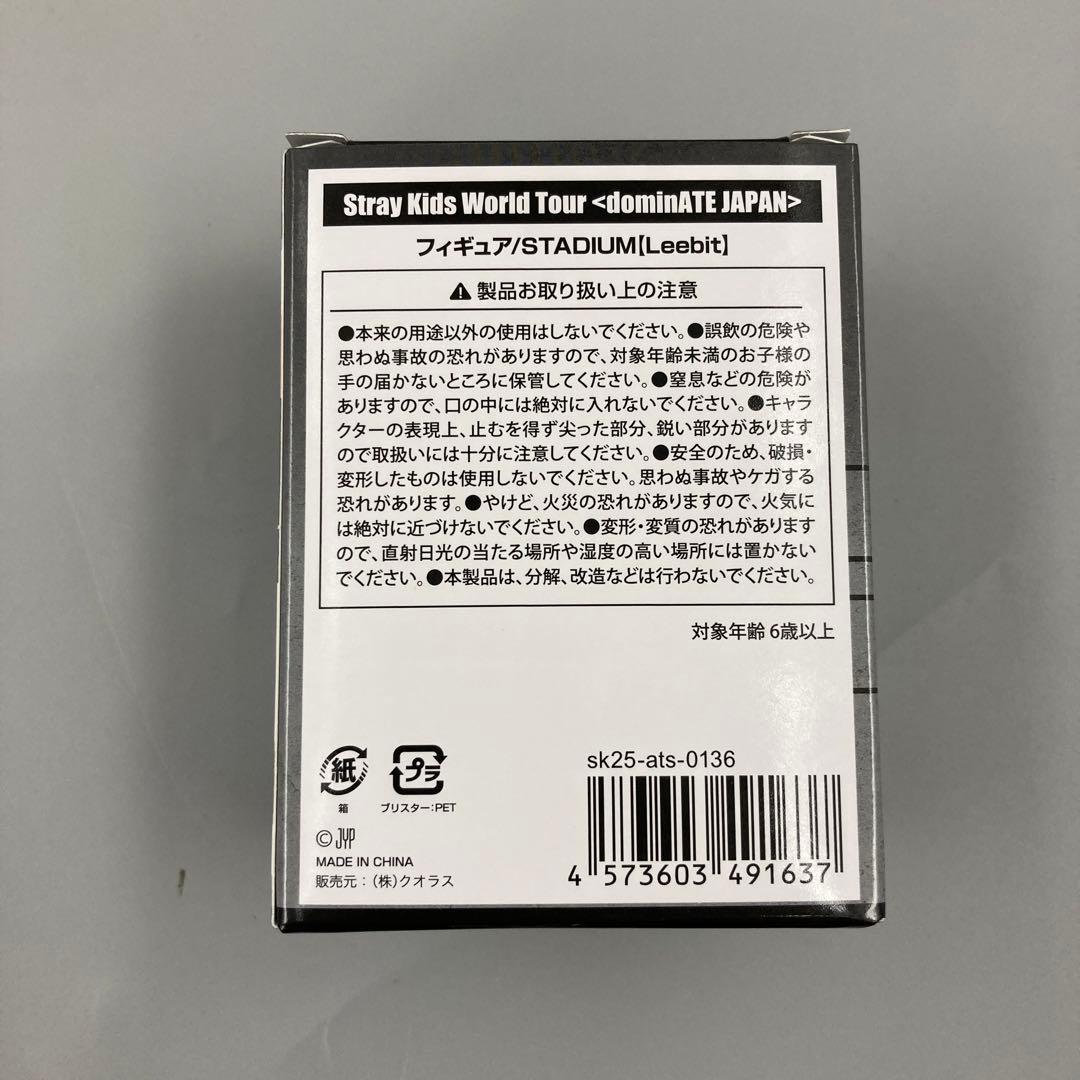 Stray Kids World Tour <dominATE JAPAN>
フィギュア/STADIUM【Leebit】
製品お取り扱い上の注意
●本来の用途以外の使用はしないでください。●誤飲の危険や
思わぬ事故の恐れがありますので、対象年齢未満のお子様の
手の届かないところに保管してください。●窒息などの危険が
ありますので、口の中には絶対に入れないでください。●キャラ
クターの表現上、止むを得ず尖った部分、鋭い部分があります
ので取扱いには十分に注意してください。●安全のため、破損・
変形したものは使用しないでください。思わぬ事故やケガする
恐れがあります。●やけど、火災の恐れがありますので、火気に
は絶対に近づけないでください。●変形・変質の恐れがあります
ので、直射日光の当たる場所や湿度の高い場所には置かない
でください。●本製品は、分解、改造などは行わないでください。
対象年齢 6歳以上
紙
箱
プラ
ブリスター：PET
sk25-ats-0136
4 573603 491637
© JYP
MADE IN CHINA
販売元：（株）クオラス